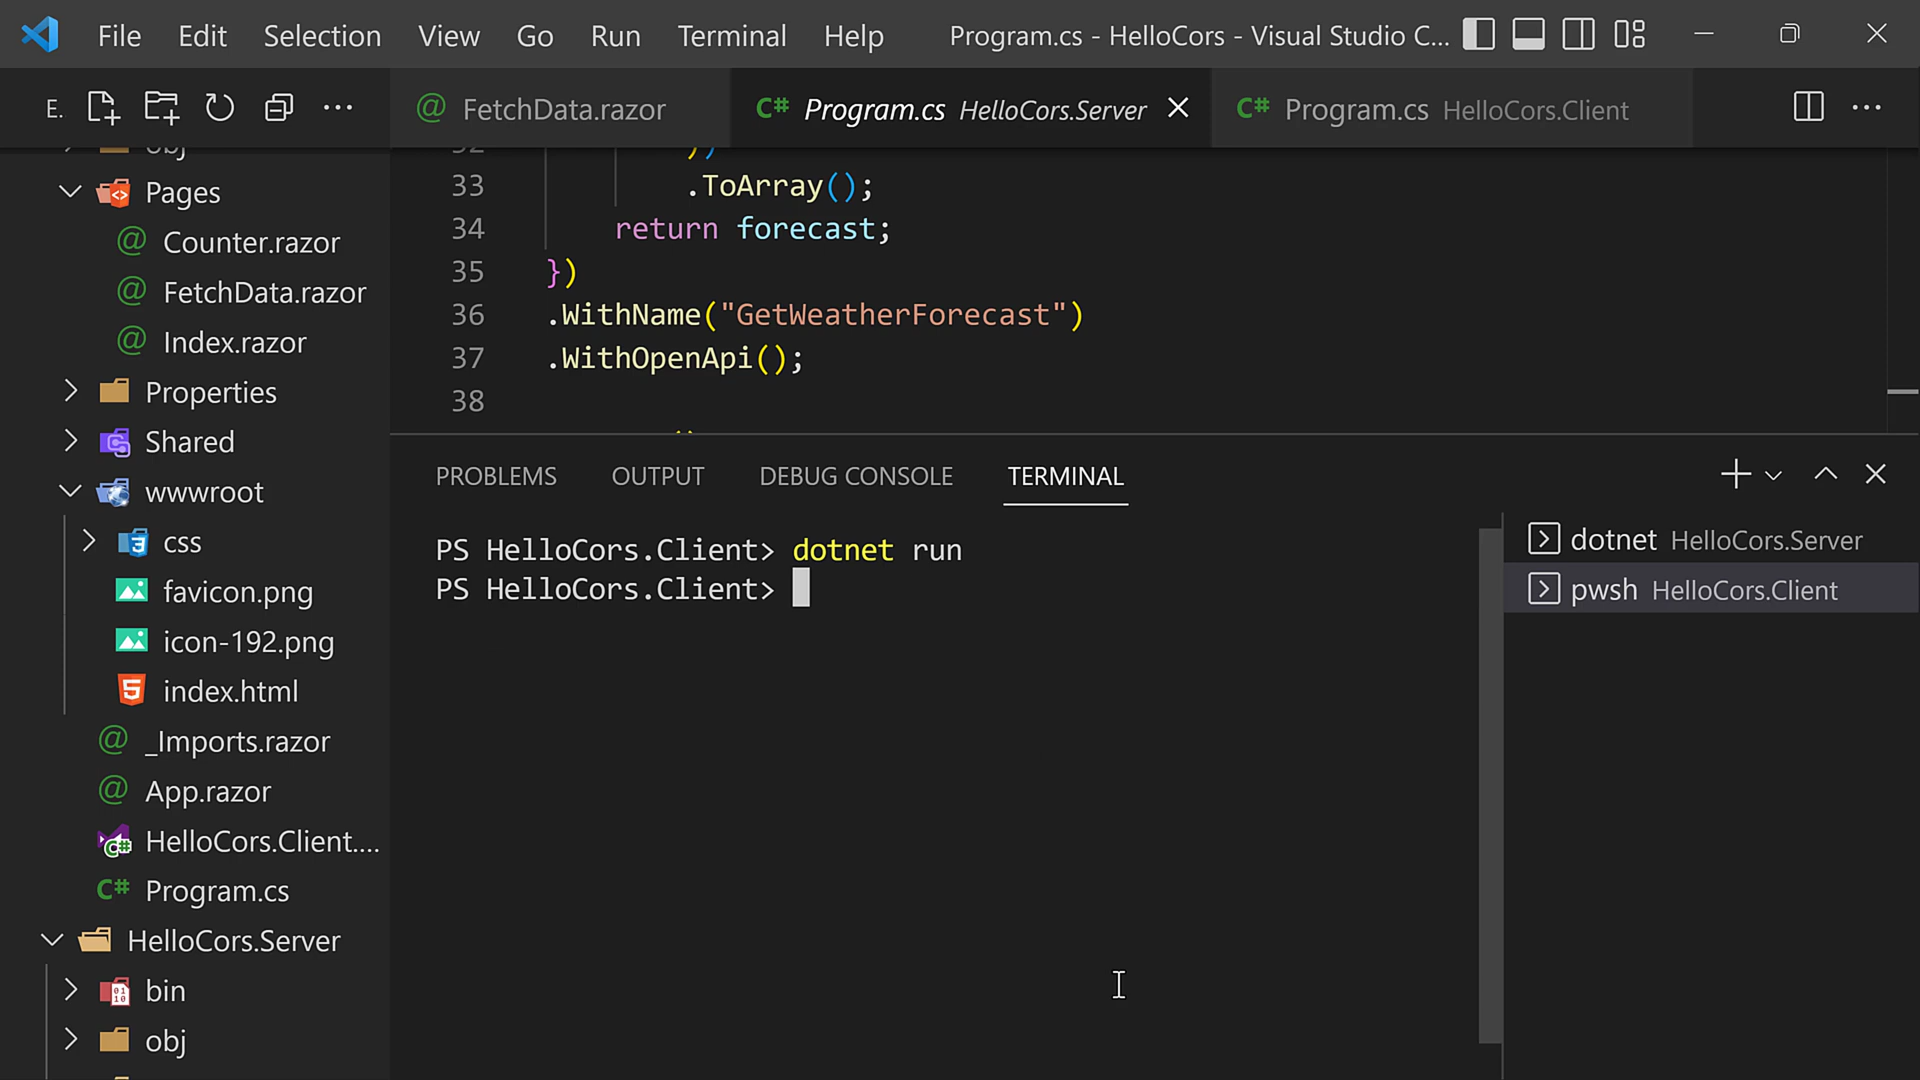 File Edit Selection View Go Run Terminal Help Program.cs - HelloCors - Visual Studio C...
E. FetchData.razor Program.cs HelloCors.Server Program.cs HelloCors.Client
obj
Pages
Counter.razor
FetchData.razor
Index.razor
Properties
Shared
wwwroot
css
favicon.png
icon-192.png
index.html
_Imports.razor
App.razor
HelloCors.Client....
Program.cs
HelloCors.Server
bin
obj
32 })
33 .ToArray();
34 return forecast;
35 })
36 .WithName("GetWeatherForecast")
37 .WithOpenApi();
38
PROBLEMS OUTPUT DEBUG CONSOLE TERMINAL
PS HelloCors.Client> dotnet run
PS HelloCors.Client>
dotnet HelloCors.Server
pwsh HelloCors.Client